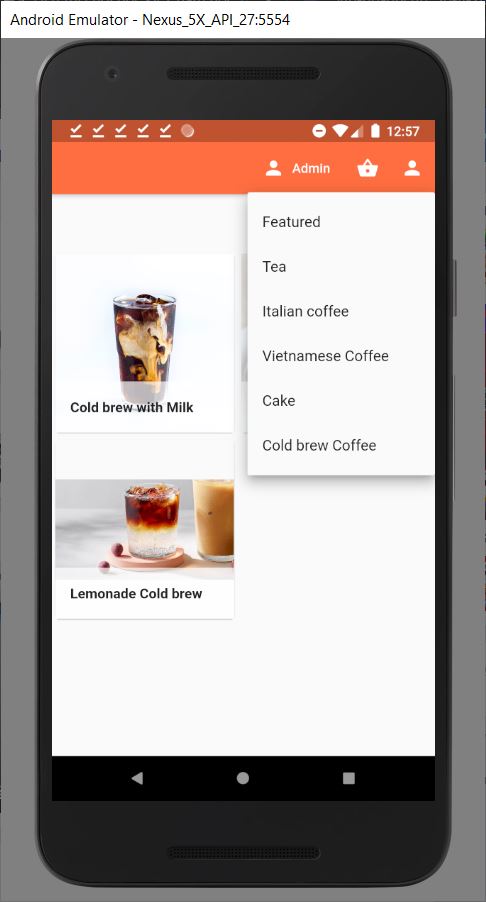 Android Emulator - Nexus_5X_API_27:5554
12:57
Admin
Featured
Tea
Italian coffee
Vietnamese Coffee
Cake
Cold brew Coffee
Cold brew with Milk
Lemonade Cold brew